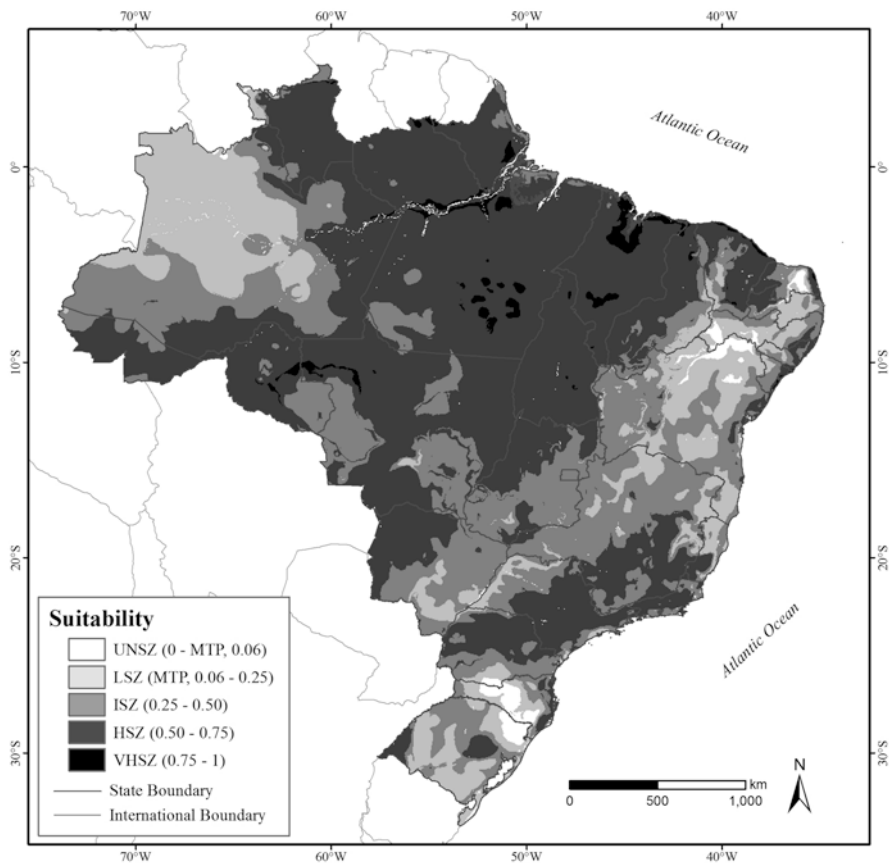 70°W 60°W 50°W 40°W
Atlantic Ocean
0°
0°
10°S
10°S
20°S
20°S
Atlantic Ocean
Suitability
UNSZ (0 - MTP, 0.06)
LSZ (MTP, 0.06 - 0.25)
ISZ (0.25 - 0.50)
HSZ (0.50 - 0.75)
VHSZ (0.75 - 1)
State Boundary
International Boundary
30°S
30°S
N
km
0 500 1,000
70°W 60°W 50°W 40°W